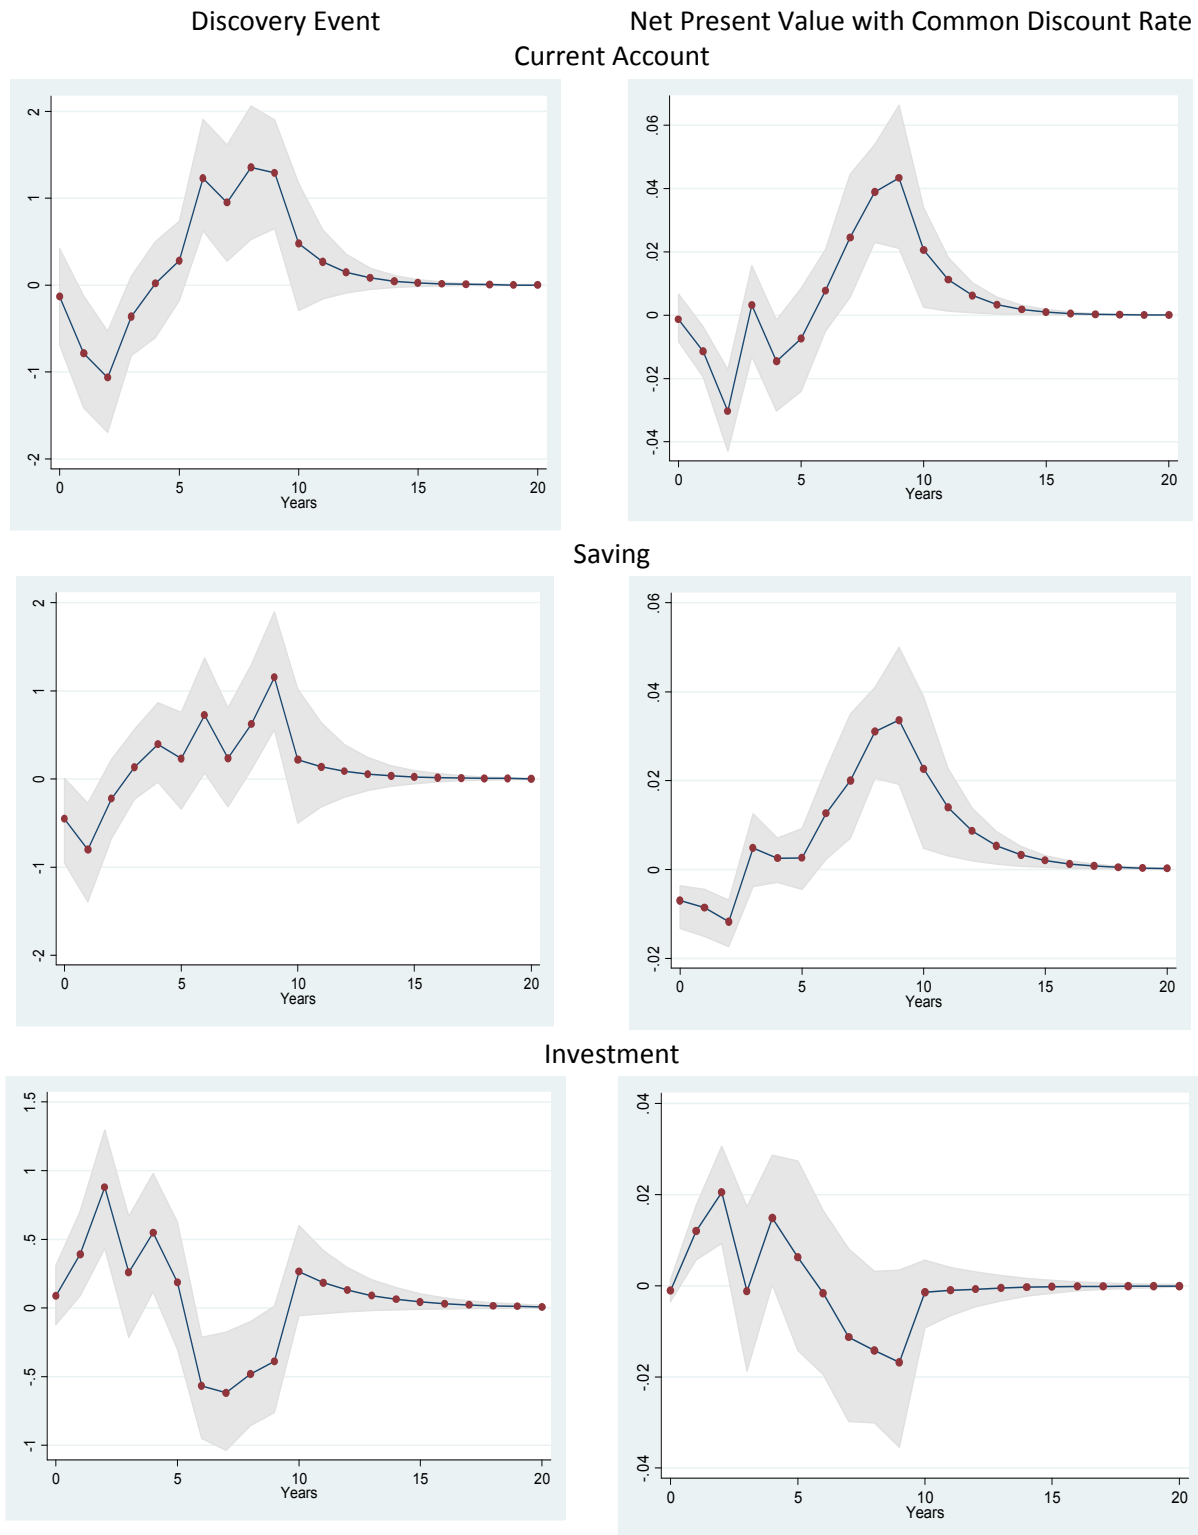 Discovery Event
Net Present Value with Common Discount Rate
Current Account
2
1
0
-1
-2
0 5 10 15 20
Years
.06
.04
.02
0
-.02
-.04
0 5 10 15 20
Years
Saving
2
1
0
-1
-2
0 5 10 15 20
Years
.06
.04
.02
0
-.02
0 5 10 15 20
Years
Investment
1.5
1
.5
0
-.5
-1
0 5 10 15 20
Years
.04
.02
0
-.02
-.04
0 5 10 15 20
Years